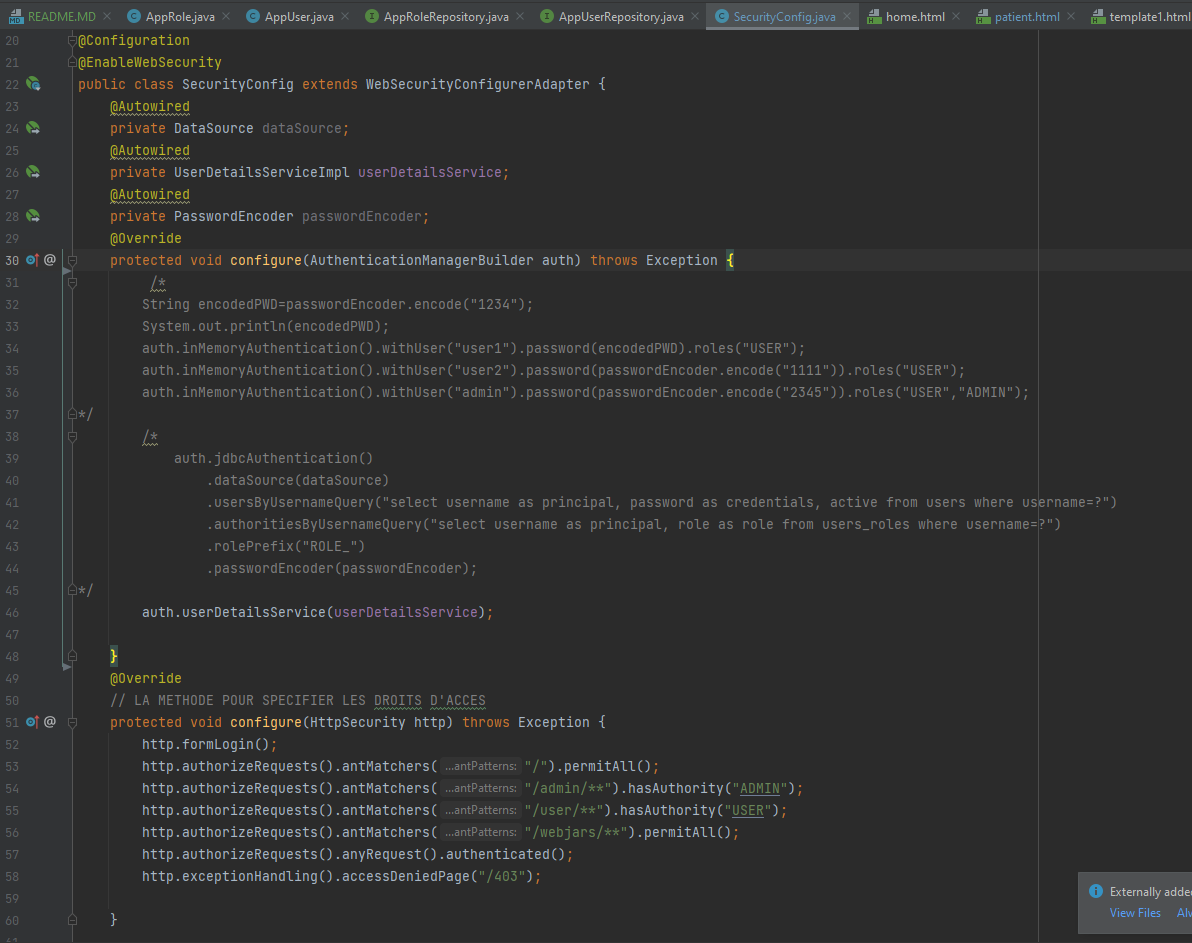 README.MD AppRole.java AppUser.java AppRoleRepository.java AppUserRepository.java SecurityConfig.java home.html patient.html template1.html
20 @Configuration
21 @EnableWebSecurity
22 public class SecurityConfig extends WebSecurityConfigurerAdapter {
23 @Autowired
24 private DataSource dataSource;
25 @Autowired
26 private UserDetailsServiceImpl userDetailsService;
27 @Autowired
28 private PasswordEncoder passwordEncoder;
29 @Override
30 @ protected void configure(AuthenticationManagerBuilder auth) throws Exception {
31 /*
32 String encodedPWD=passwordEncoder.encode("1234");
33 System.out.println(encodedPWD);
34 auth.inMemoryAuthentication().withUser("user1").password(encodedPWD).roles("USER");
35 auth.inMemoryAuthentication().withUser("user2").password(passwordEncoder.encode("1111")).roles("USER");
36 auth.inMemoryAuthentication().withUser("admin").password(passwordEncoder.encode("2345")).roles("USER","ADMIN");
37 */
38 /*
39 auth.jdbcAuthentication()
40 .dataSource(dataSource)
41 .usersByUsernameQuery("select username as principal, password as credentials, active from users where username=?")
42 .authoritiesByUsernameQuery("select username as principal, role as role from users_roles where username=?")
43 .rolePrefix("ROLE_")
44 .passwordEncoder(passwordEncoder);
45 */
46 auth.userDetailsService(userDetailsService);
47
48 }
49 @Override
50 // LA METHODE POUR SPECIFIER LES DROITS D'ACCES
51 @ protected void configure(HttpSecurity http) throws Exception {
52 http.formLogin();
53 http.authorizeRequests().antMatchers( ...antPatterns: "/").permitAll();
54 http.authorizeRequests().antMatchers( ...antPatterns: "/admin/**").hasAuthority("ADMIN");
55 http.authorizeRequests().antMatchers( ...antPatterns: "/user/**").hasAuthority("USER");
56 http.authorizeRequests().antMatchers( ...antPatterns: "/webjars/**").permitAll();
57 http.authorizeRequests().anyRequest().authenticated();
58 http.exceptionHandling().accessDeniedPage("/403");
59
60 }
Externally adde
View Files